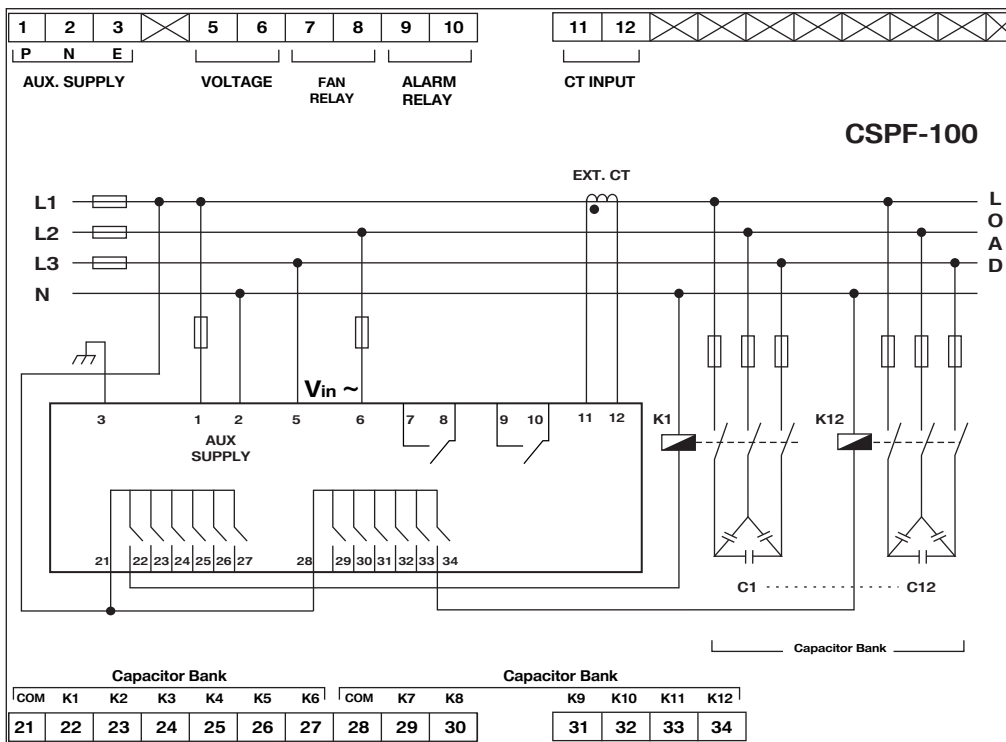 1 2 3 5 6 7 8 9 10 11 12
P N E
AUX. SUPPLY VOLTAGE FAN RELAY ALARM RELAY CT INPUT
CSPF-100
EXT. CT
L1
L2
L3
N
L
O
A
D
Vin ~
3 1 2 5 6 7 8 9 10 11 12
AUX
SUPPLY
K1 K12
21 22 23 24 25 26 27 28 29 30 31 32 33 34
C1 C12
Capacitor Bank
Capacitor Bank Capacitor Bank
COM K1 K2 K3 K4 K5 K6 COM K7 K8 K9 K10 K11 K12
21 22 23 24 25 26 27 28 29 30 31 32 33 34